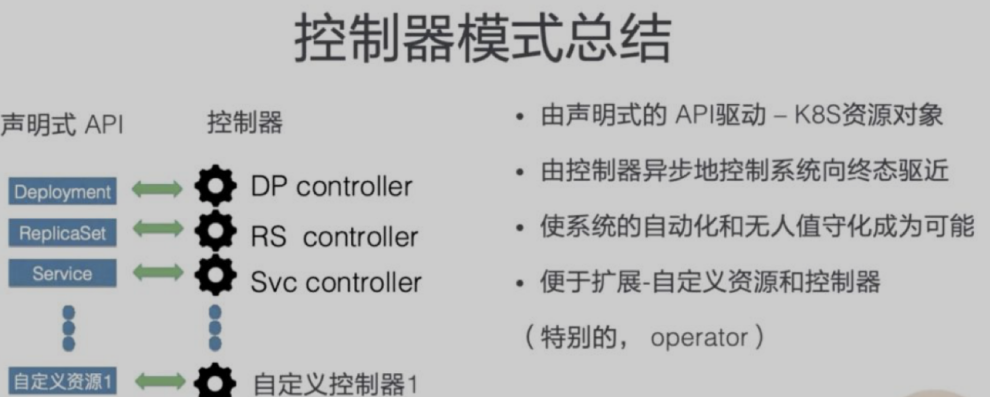 控制器模式总结
声明式 API
控制器
Deployment
DP controller
ReplicaSet
RS controller
Service
Svc controller
自定义资源1
自定义控制器1
• 由声明式的 API驱动 – K8S资源对象
• 由控制器异步地控制系统向终态驱近
• 使系统的自动化和无人值守化成为可能
• 便于扩展-自定义资源和控制器
（特别的， operator）